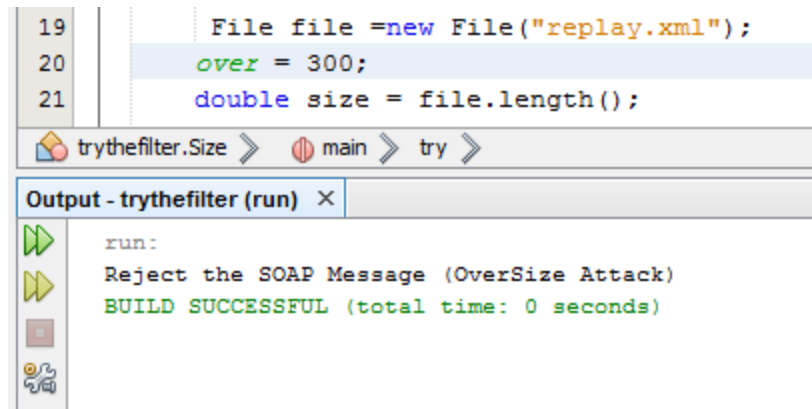 19 File file =new File("replay.xml");
20 over = 300;
21 double size = file.length();
trythefilter.Size main try
Output - trythefilter (run) ×
run:
Reject the SOAP Message (OverSize Attack)
BUILD SUCCESSFUL (total time: 0 seconds)